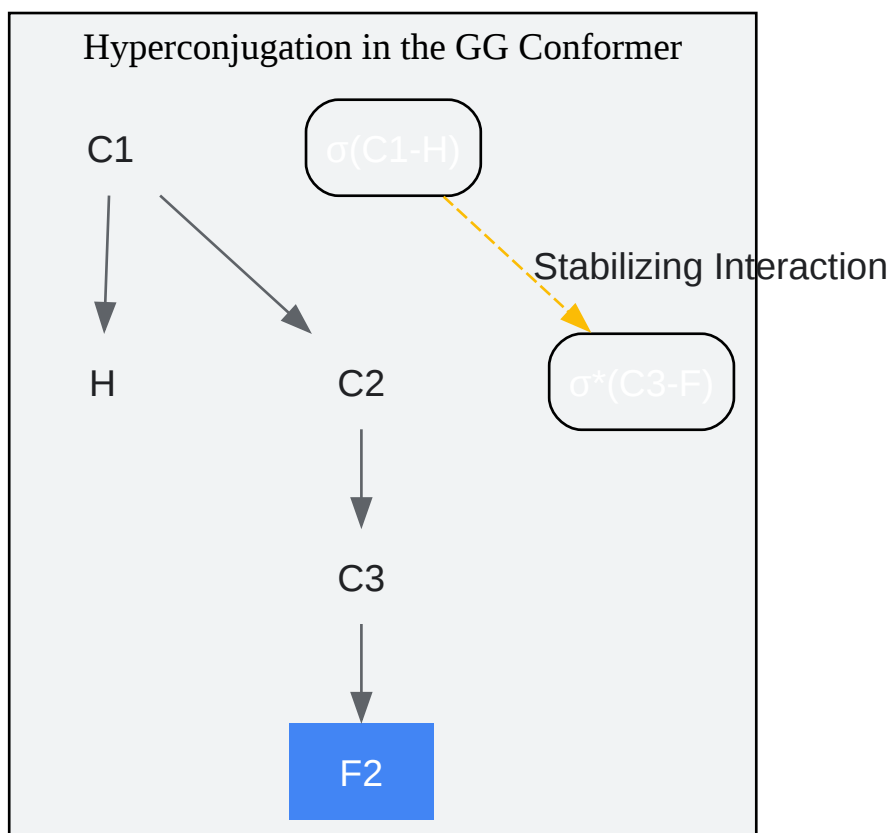 Hyperconjugation in the GG Conformer
C1
σ(C1-H)
Stabilizing Interaction
H
C2
σ*(C3-F)
C3
F2